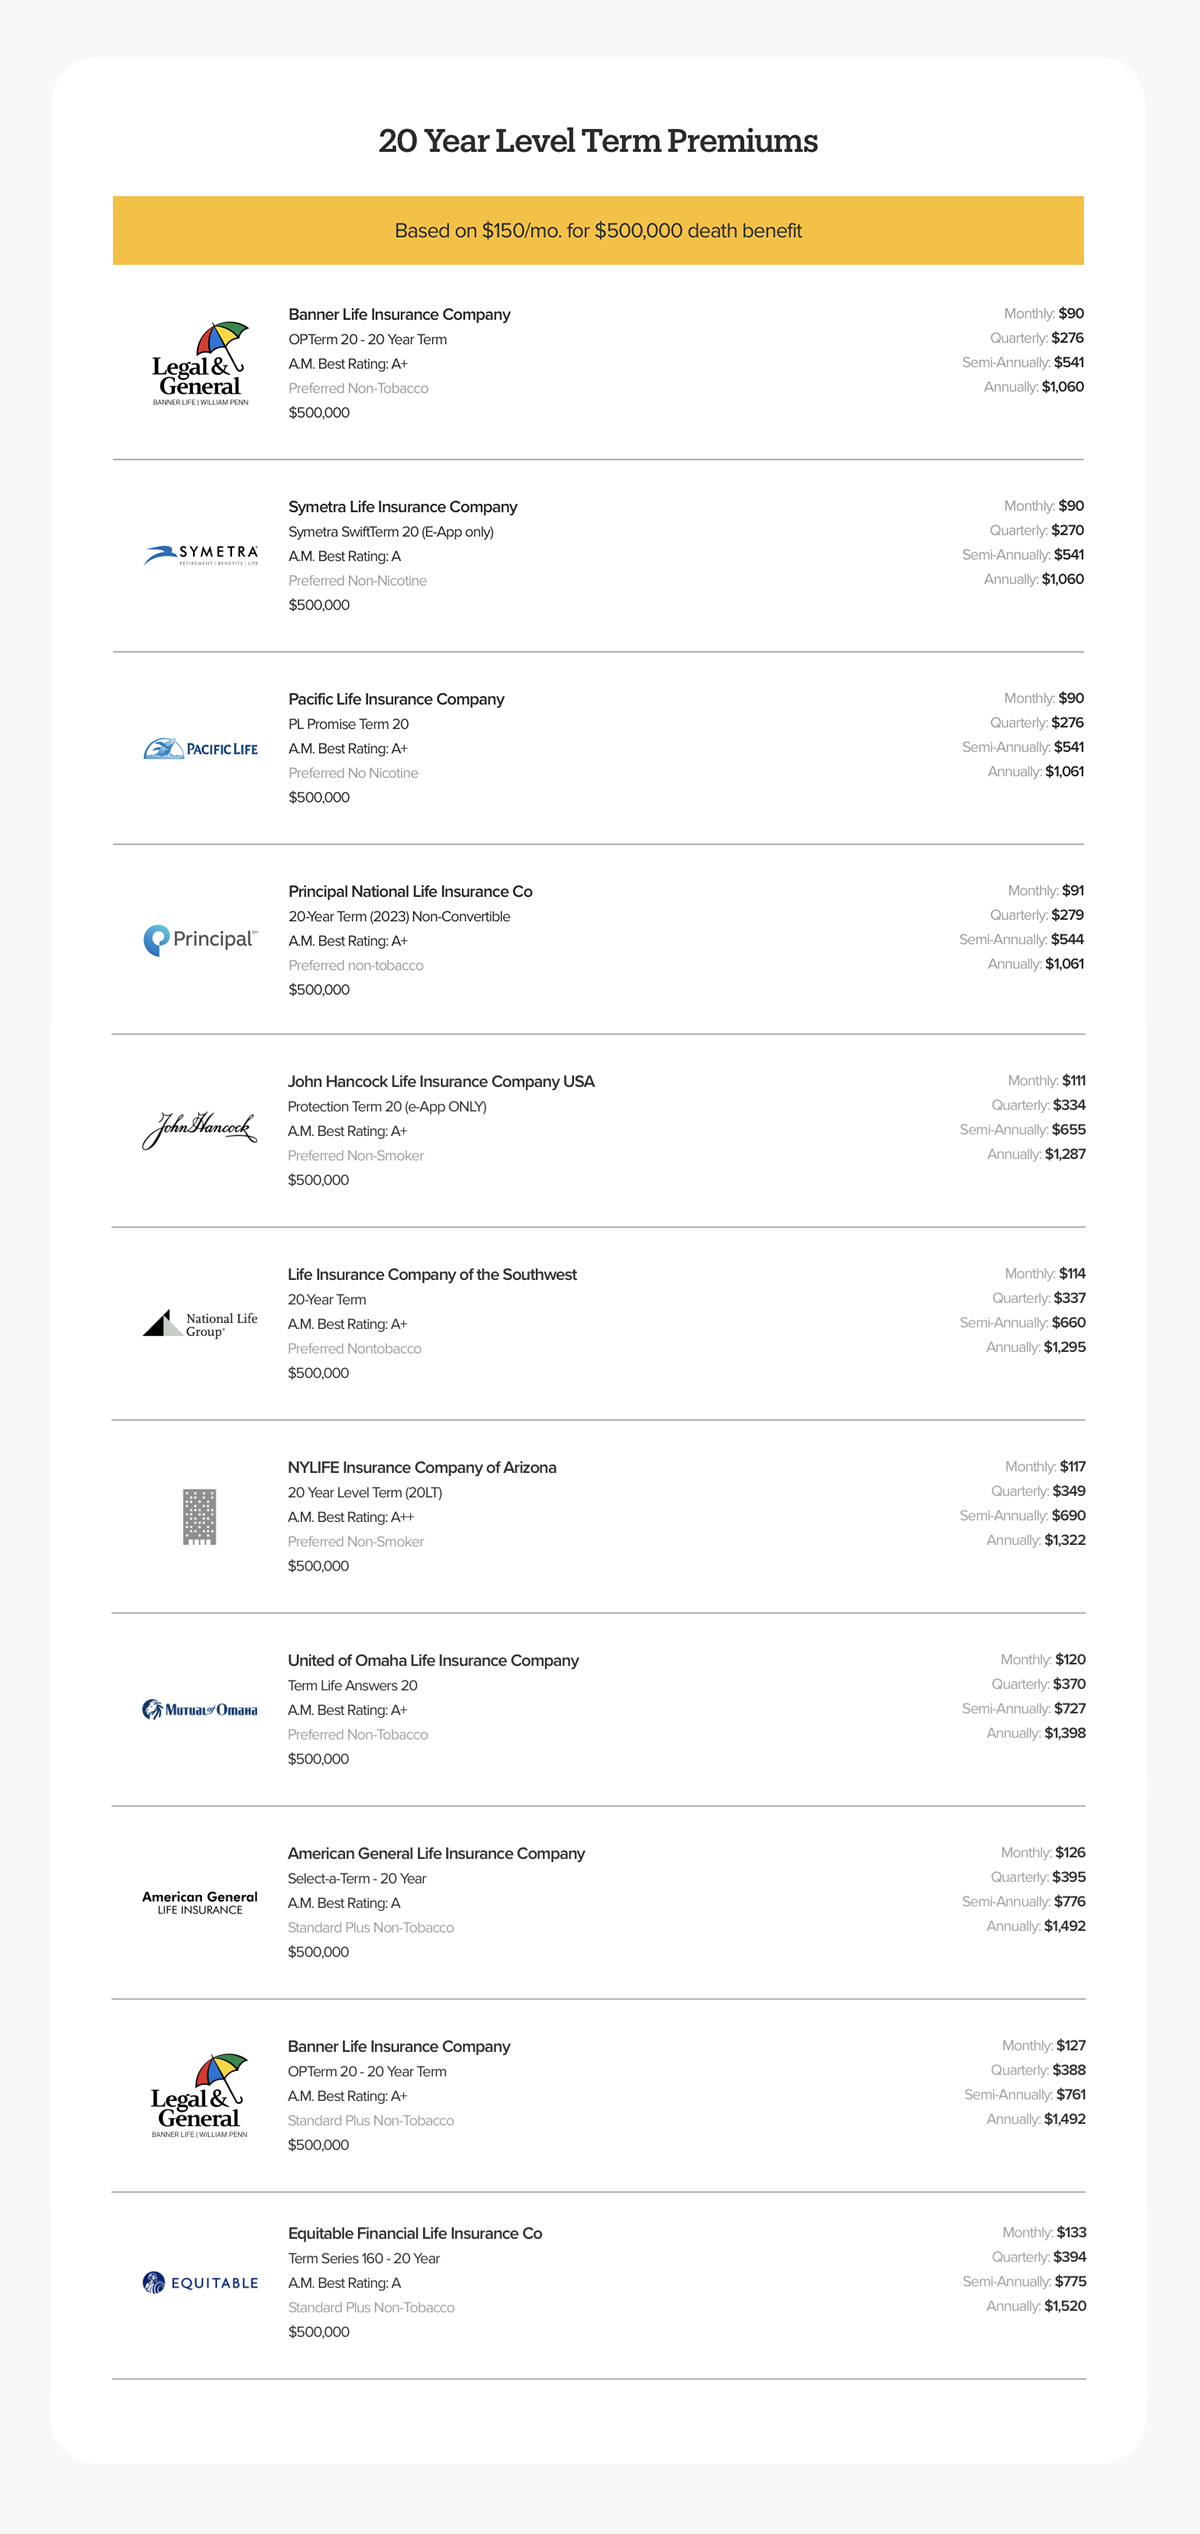 20 Year Level Term Premiums
Based on $150/mo. for $500,000 death benefit
Legal &
General
BANNER LIFE | WILLIAM PENN
Banner Life Insurance Company
OPTerm 20 - 20 Year Term
A.M. Best Rating: A+
Preferred Non-Tobacco
$500,000
Monthly: $90
Quarterly: $276
Semi-Annually: $541
Annually: $1,060
SYMETRA®
RETIREMENT | BENEFITS | LIFE
Symetra Life Insurance Company
Symetra SwiftTerm 20 (E-App only)
A.M. Best Rating: A
Preferred Non-Nicotine
$500,000
Monthly: $90
Quarterly: $270
Semi-Annually: $541
Annually: $1,060
PACIFIC LIFE
Pacific Life Insurance Company
PL Promise Term 20
A.M. Best Rating: A+
Preferred No Nicotine
$500,000
Monthly: $90
Quarterly: $276
Semi-Annually: $541
Annually: $1,061
Principal℠
Principal National Life Insurance Co
20-Year Term (2023) Non-Convertible
A.M. Best Rating: A+
Preferred non-tobacco
$500,000
Monthly: $91
Quarterly: $279
Semi-Annually: $544
Annually: $1,061
John Hancock
John Hancock Life Insurance Company USA
Protection Term 20 (e-App ONLY)
A.M. Best Rating: A+
Preferred Non-Smoker
$500,000
Monthly: $111
Quarterly: $334
Semi-Annually: $655
Annually: $1,287
National Life
Group®
Life Insurance Company of the Southwest
20-Year Term
A.M. Best Rating: A+
Preferred Nontobacco
$500,000
Monthly: $114
Quarterly: $337
Semi-Annually: $660
Annually: $1,295
NYLIFE Insurance Company of Arizona
20 Year Level Term (20LT)
A.M. Best Rating: A++
Preferred Non-Smoker
$500,000
Monthly: $117
Quarterly: $349
Semi-Annually: $690
Annually: $1,322
MUTUAL of OMAHA
United of Omaha Life Insurance Company
Term Life Answers 20
A.M. Best Rating: A+
Preferred Non-Tobacco
$500,000
Monthly: $120
Quarterly: $370
Semi-Annually: $727
Annually: $1,398
American General
LIFE INSURANCE
American General Life Insurance Company
Select-a-Term - 20 Year
A.M. Best Rating: A
Standard Plus Non-Tobacco
$500,000
Monthly: $126
Quarterly: $395
Semi-Annually: $776
Annually: $1,492
Legal &
General
BANNER LIFE | WILLIAM PENN
Banner Life Insurance Company
OPTerm 20 - 20 Year Term
A.M. Best Rating: A+
Standard Plus Non-Tobacco
$500,000
Monthly: $127
Quarterly: $388
Semi-Annually: $761
Annually: $1,492
EQUITABLE
Equitable Financial Life Insurance Co
Term Series 160 - 20 Year
A.M. Best Rating: A
Standard Plus Non-Tobacco
$500,000
Monthly: $133
Quarterly: $394
Semi-Annually: $775
Annually: $1,520